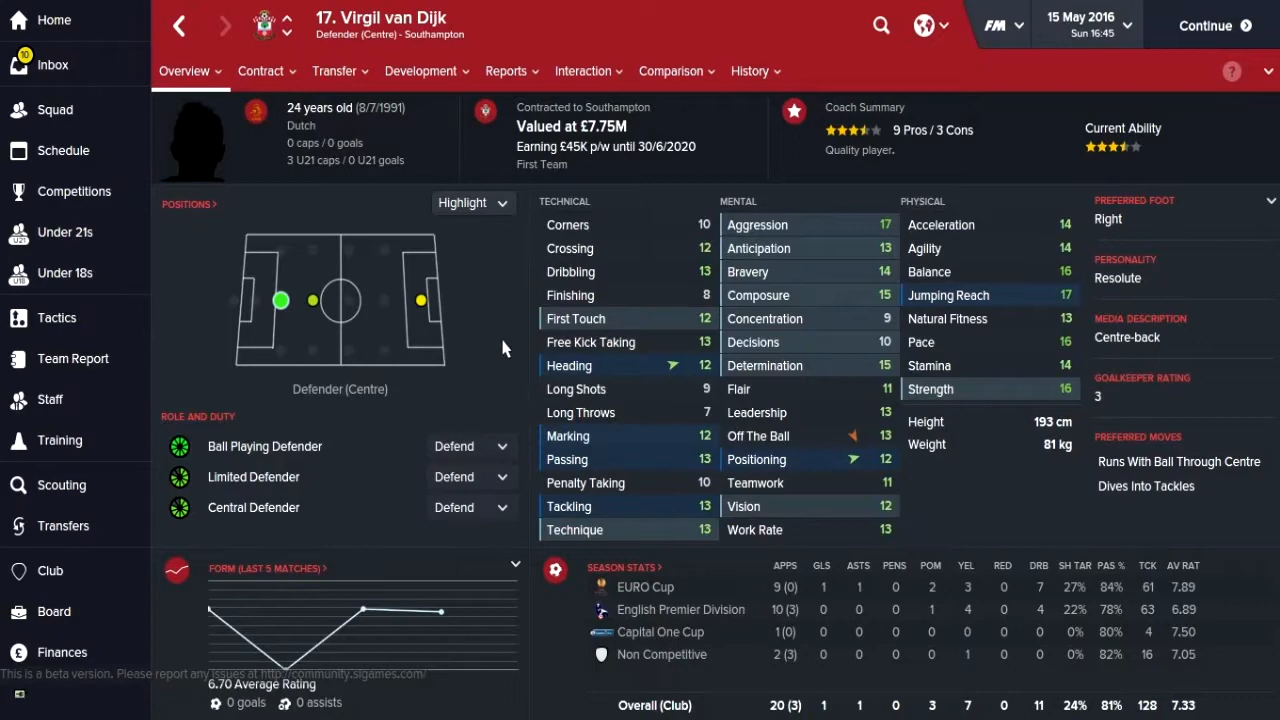 Home
10
Inbox
Squad
Schedule
Competitions
U21
Under 21s
U18
Under 18s
Tactics
Team Report
Staff
Training
Scouting
Transfers
Club
Board
Finances
17. Virgil van Dijk
Defender (Centre) - Southampton
FM
15 May 2016
Sun 16:45
Continue
Overview
Contract
Transfer
Development
Reports
Interaction
Comparison
History
?
24 years old (8/7/1991)
Dutch
0 caps / 0 goals
3 U21 caps / 0 U21 goals
Contracted to Southampton
Valued at £7.75M
Earning £45K p/w until 30/6/2020
First Team
Coach Summary
9 Pros / 3 Cons
Quality player.
Current Ability
POSITIONS >
Highlight
Defender (Centre)
ROLE AND DUTY
Ball Playing Defender Defend
Limited Defender Defend
Central Defender Defend
TECHNICAL
Corners 10
Crossing 12
Dribbling 13
Finishing 8
First Touch 12
Free Kick Taking 13
Heading 12
Long Shots 9
Long Throws 7
Marking 12
Passing 13
Penalty Taking 10
Tackling 13
Technique 13
MENTAL
Aggression 17
Anticipation 13
Bravery 14
Composure 15
Concentration 9
Decisions 10
Determination 15
Flair 11
Leadership 13
Off The Ball 13
Positioning 12
Teamwork 11
Vision 12
Work Rate 13
PHYSICAL
Acceleration 14
Agility 14
Balance 16
Jumping Reach 17
Natural Fitness 13
Pace 16
Stamina 14
Strength 16
Height 193 cm
Weight 81 kg
PREFERRED FOOT
Right
PERSONALITY
Resolute
MEDIA DESCRIPTION
Centre-back
GOALKEEPER RATING
3
PREFERRED MOVES
Runs With Ball Through Centre
Dives Into Tackles
FORM (LAST 5 MATCHES) >
6.70 Average Rating
0 goals 0 assists
SEASON STATS > APPS GLS ASTS PENS POM YEL RED DRB SH TAR PAS % TCK AV RAT
EURO Cup 9 (0) 1 1 0 2 3 0 7 27% 84% 61 7.89
English Premier Division 10 (3) 0 0 0 1 4 0 4 22% 78% 63 6.89
Capital One Cup 1 (0) 0 0 0 0 0 0 0 0% 80% 4 7.50
Non Competitive 2 (3) 0 0 0 0 1 0 0 0% 82% 16 7.05
Overall (Club) 20 (3) 1 1 0 3 7 0 11 24% 81% 128 7.33
This is a beta version. Please report any issues at http://community.sigames.com/